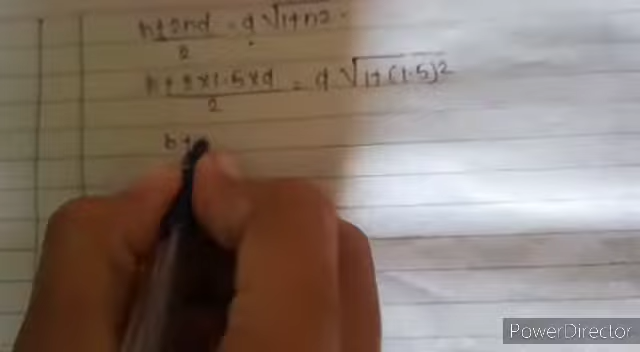 b+2nd/2 = d√1+n2
b+2×1.5×d/2 = d√1+(1.5)2
b+
PowerDirector